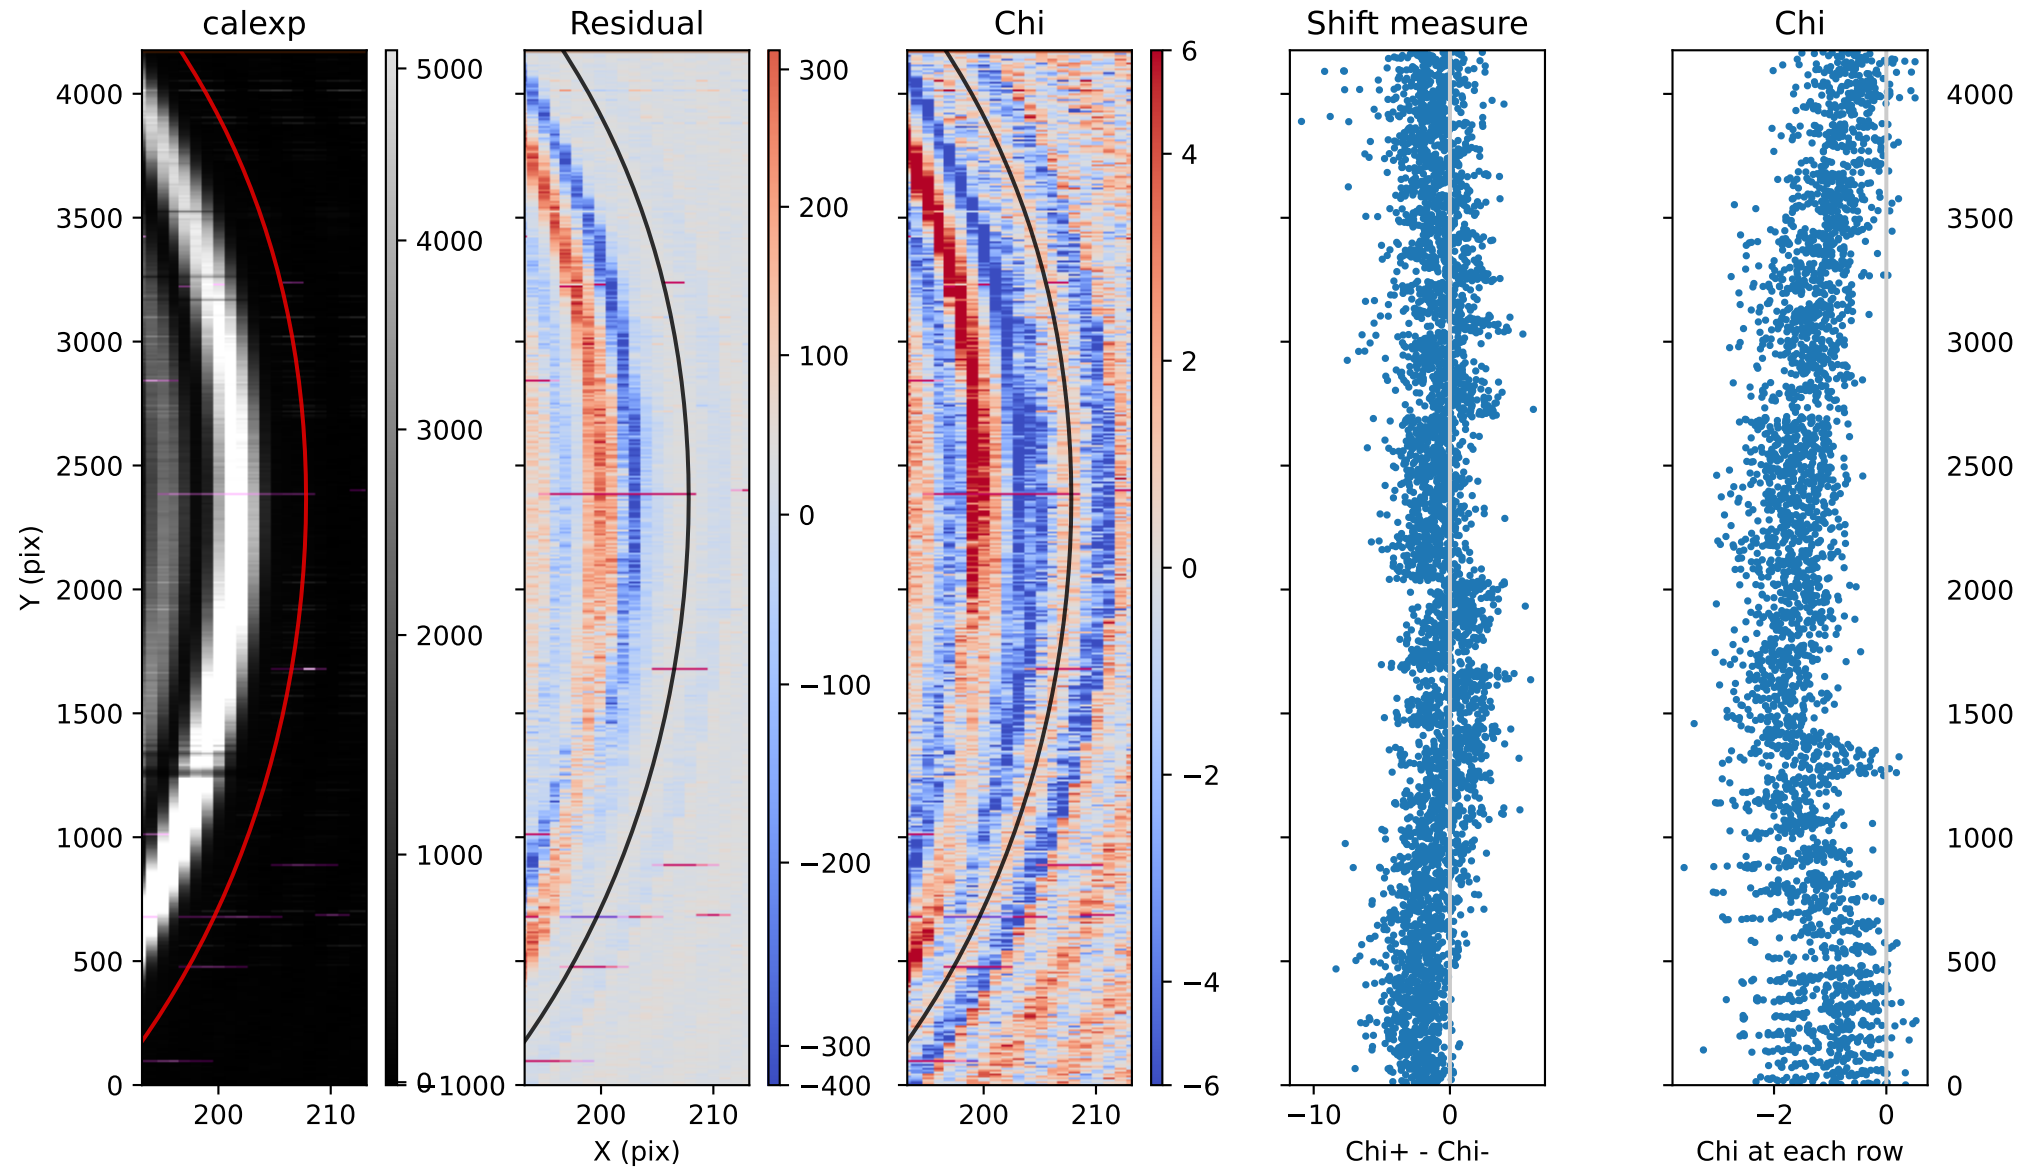 calexp Residual Chi Shift measure Chi
4000 3500 3000 2500 2000 1500 1000 500 0
Y (pix)
200 210
5000 4000 3000 2000 1000 0 −1000
200 210
X (pix)
300 200 100 0 −100 −200 −300 −400
200 210
6 4 2 0 −2 −4 −6
−10 0
Chi+ - Chi-
−2 0
Chi at each row
4000 3500 3000 2500 2000 1500 1000 500 0